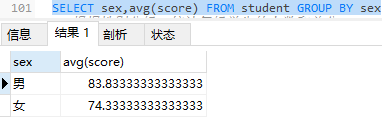 101 SELECT sex,avg(score) FROM student GROUP BY sex
信息 结果 1 剖析 状态
sex avg(score)
男 83.83333333333333
女 74.33333333333333